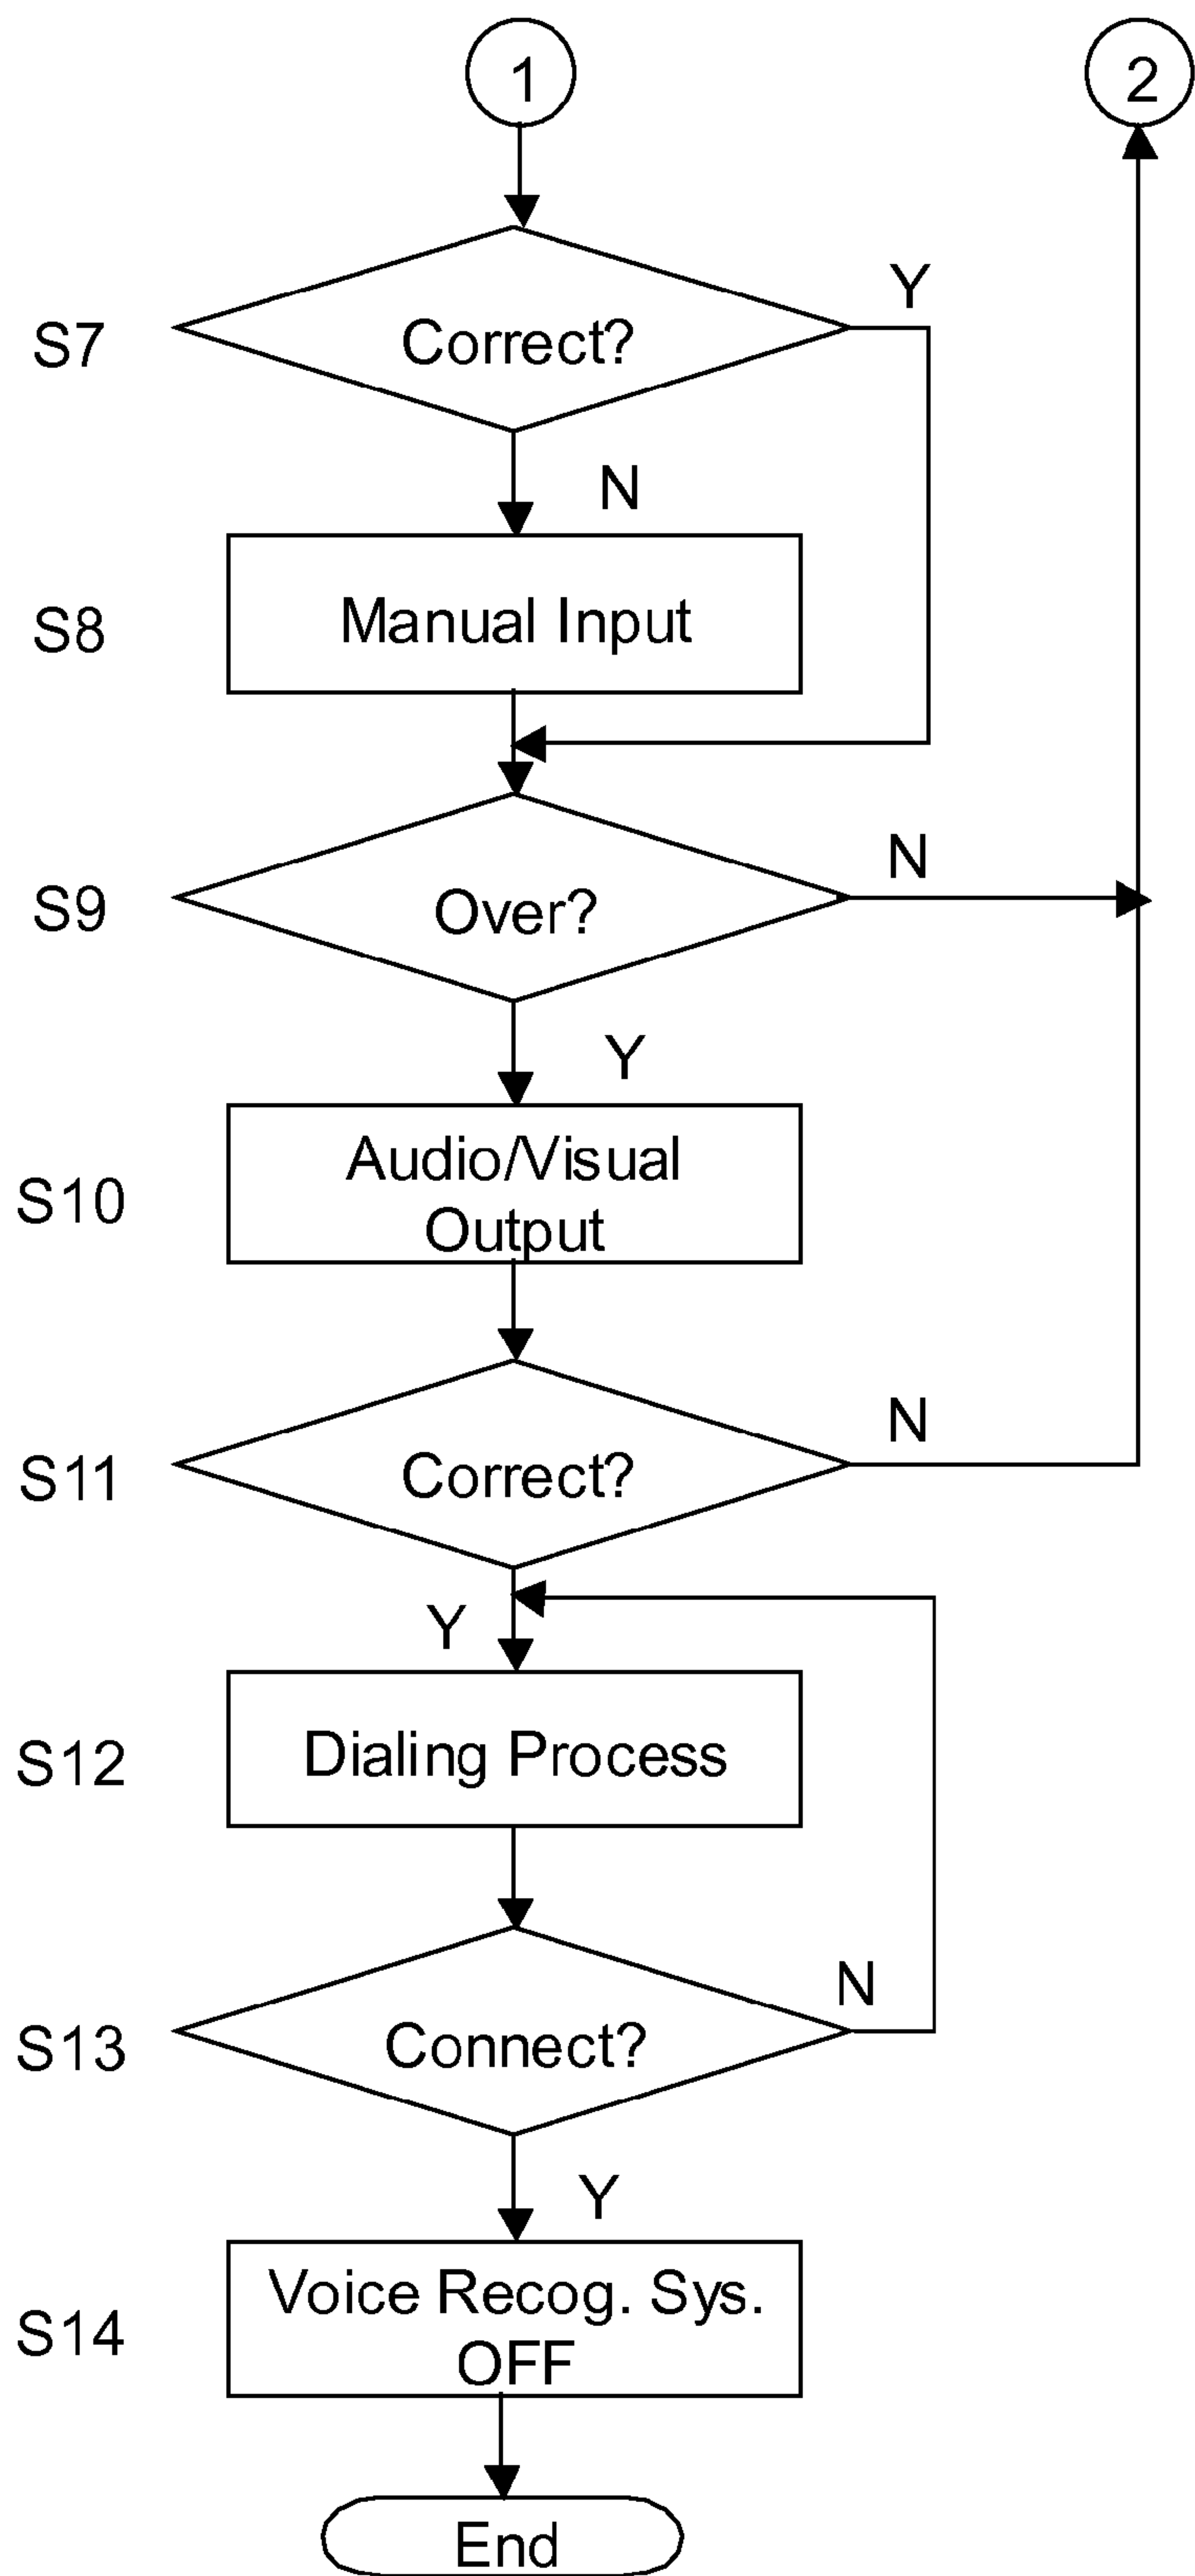 1
2
Y
S7
Correct?
N
S8
Manual Input
N
S9
Over?
Y
S10
Audio/Visual
Output
N
S11
Correct?
Y
S12
Dialing Process
N
S13
Connect?
Y
S14
Voice Recog. Sys.
OFF
End